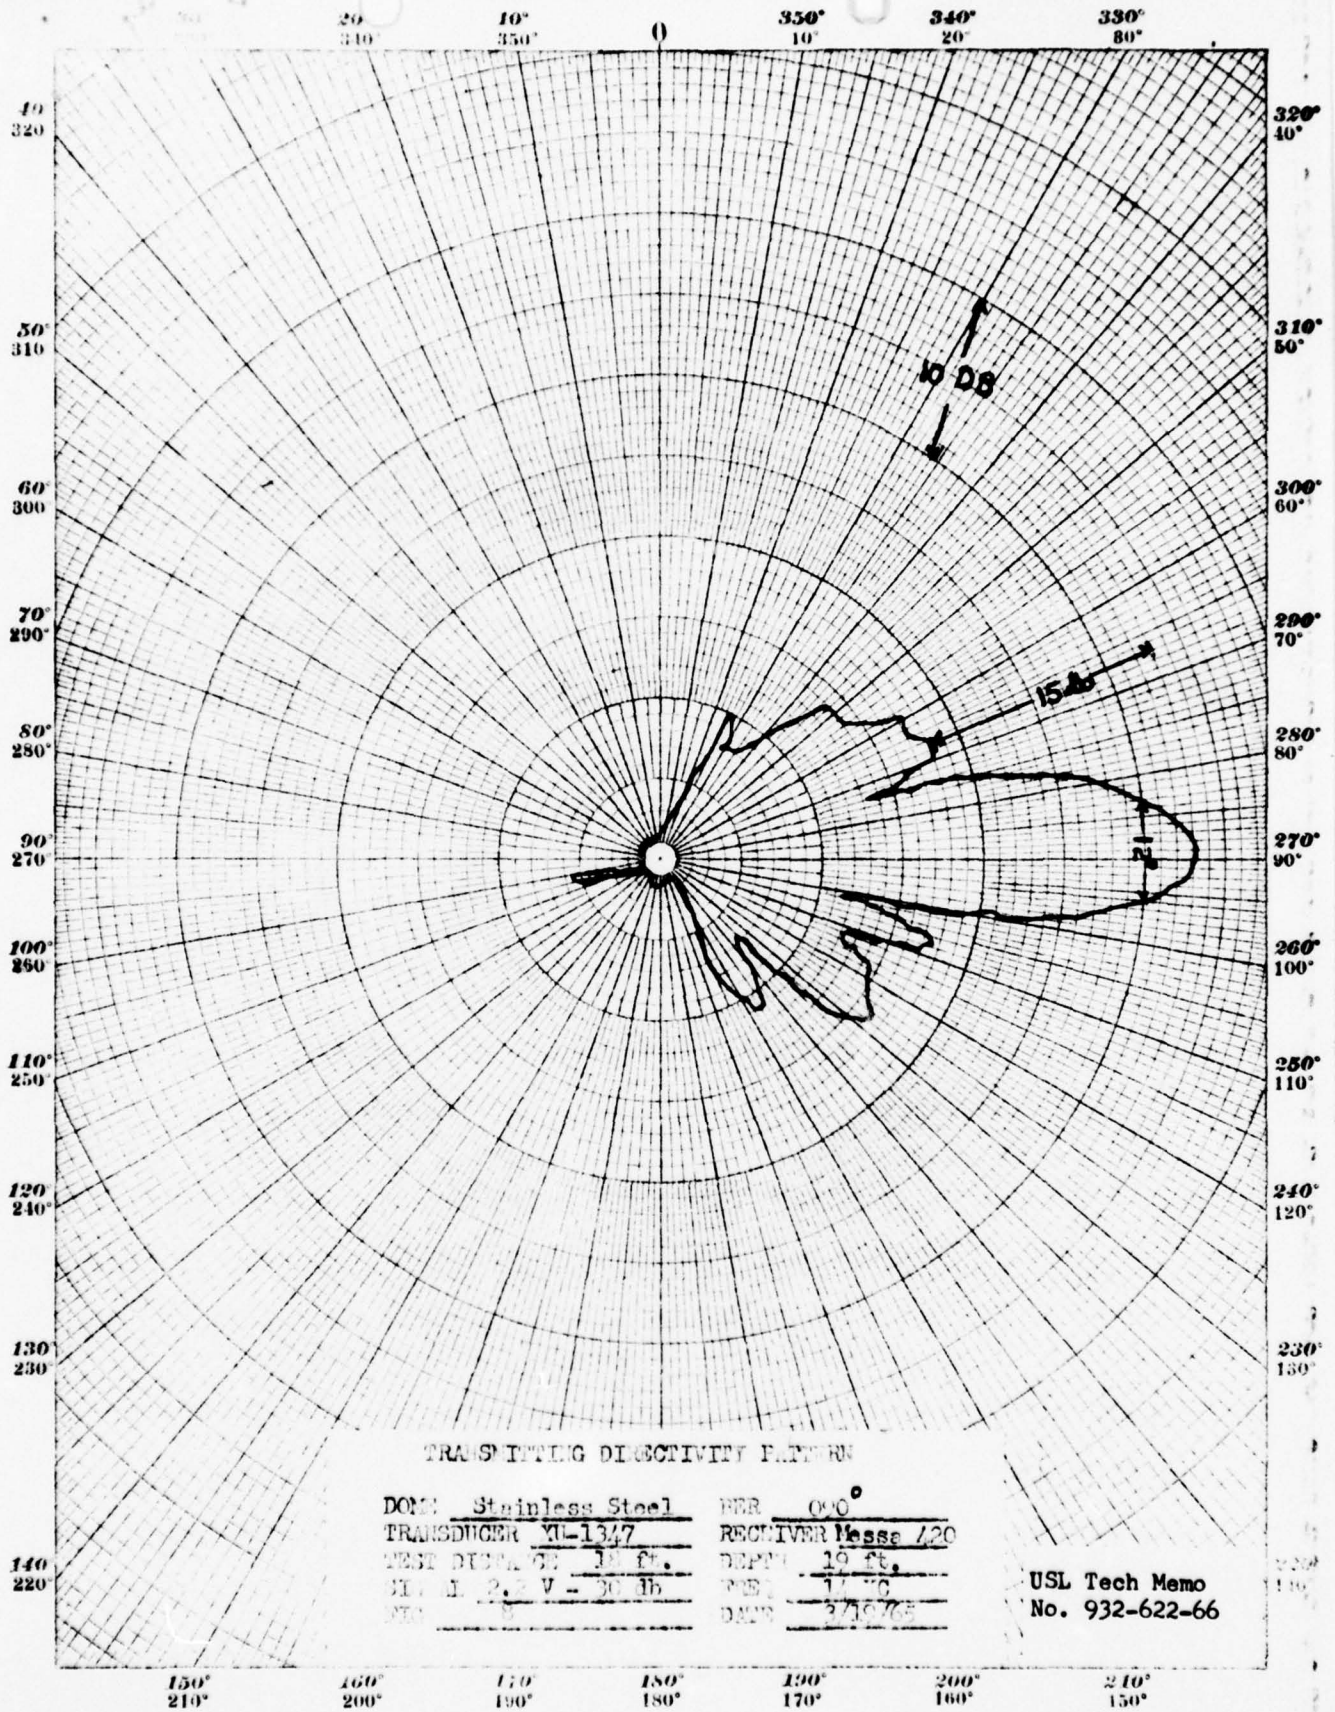 20 10° 0 350° 340° 330°
340° 350° 10° 20° 80°
40 320°
320 40°
50° 310°
310 50°
60° 300°
300 60°
70° 290°
290° 70°
80° 280°
280° 80°
90 270°
270° 90°
100° 260°
260° 100°
110° 250°
250° 110°
120° 240°
240° 120°
130° 230°
230° 130°
140°
220°
10 DB
15 db
12°
TRANSMITTING DIRECTIVITY PATTERN
DOME Stainless Steel BER 090°
TRANSDUCER XU-1347 RECEIVER Massa 420
TEST DISTANCE 18 ft. DEPTH 19 ft.
V - 30 db
DATE
USL Tech Memo
No. 932-622-66
150° 160° 170° 180° 190° 200° 210°
210° 200° 190° 180° 170° 160° 150°